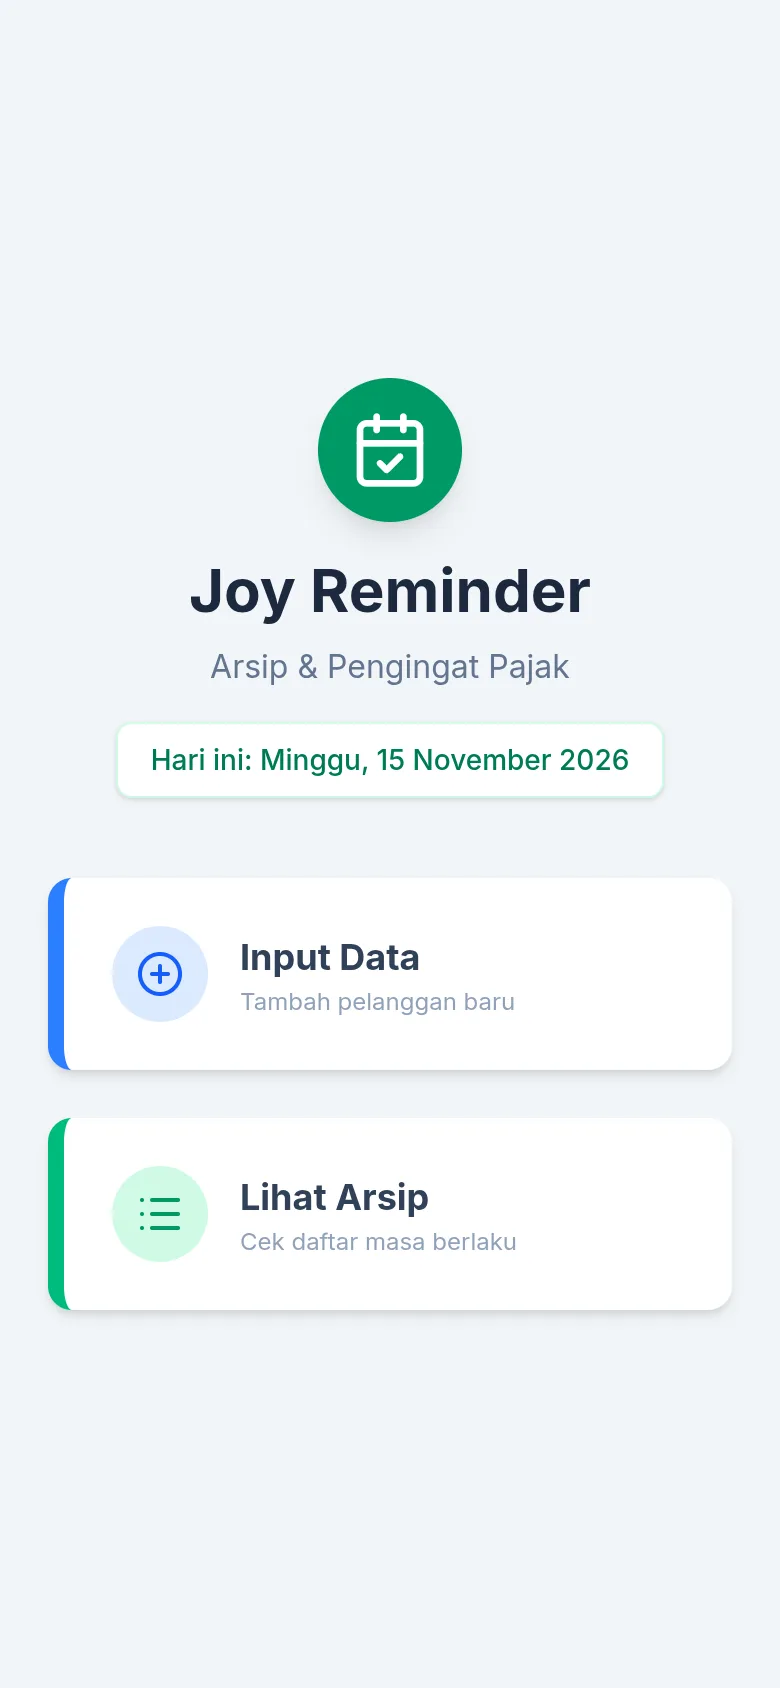 Joy Reminder
Arsip & Pengingat Pajak
Hari ini: Minggu, 15 November 2026
Input Data
Tambah pelanggan baru
Lihat Arsip
Cek daftar masa berlaku